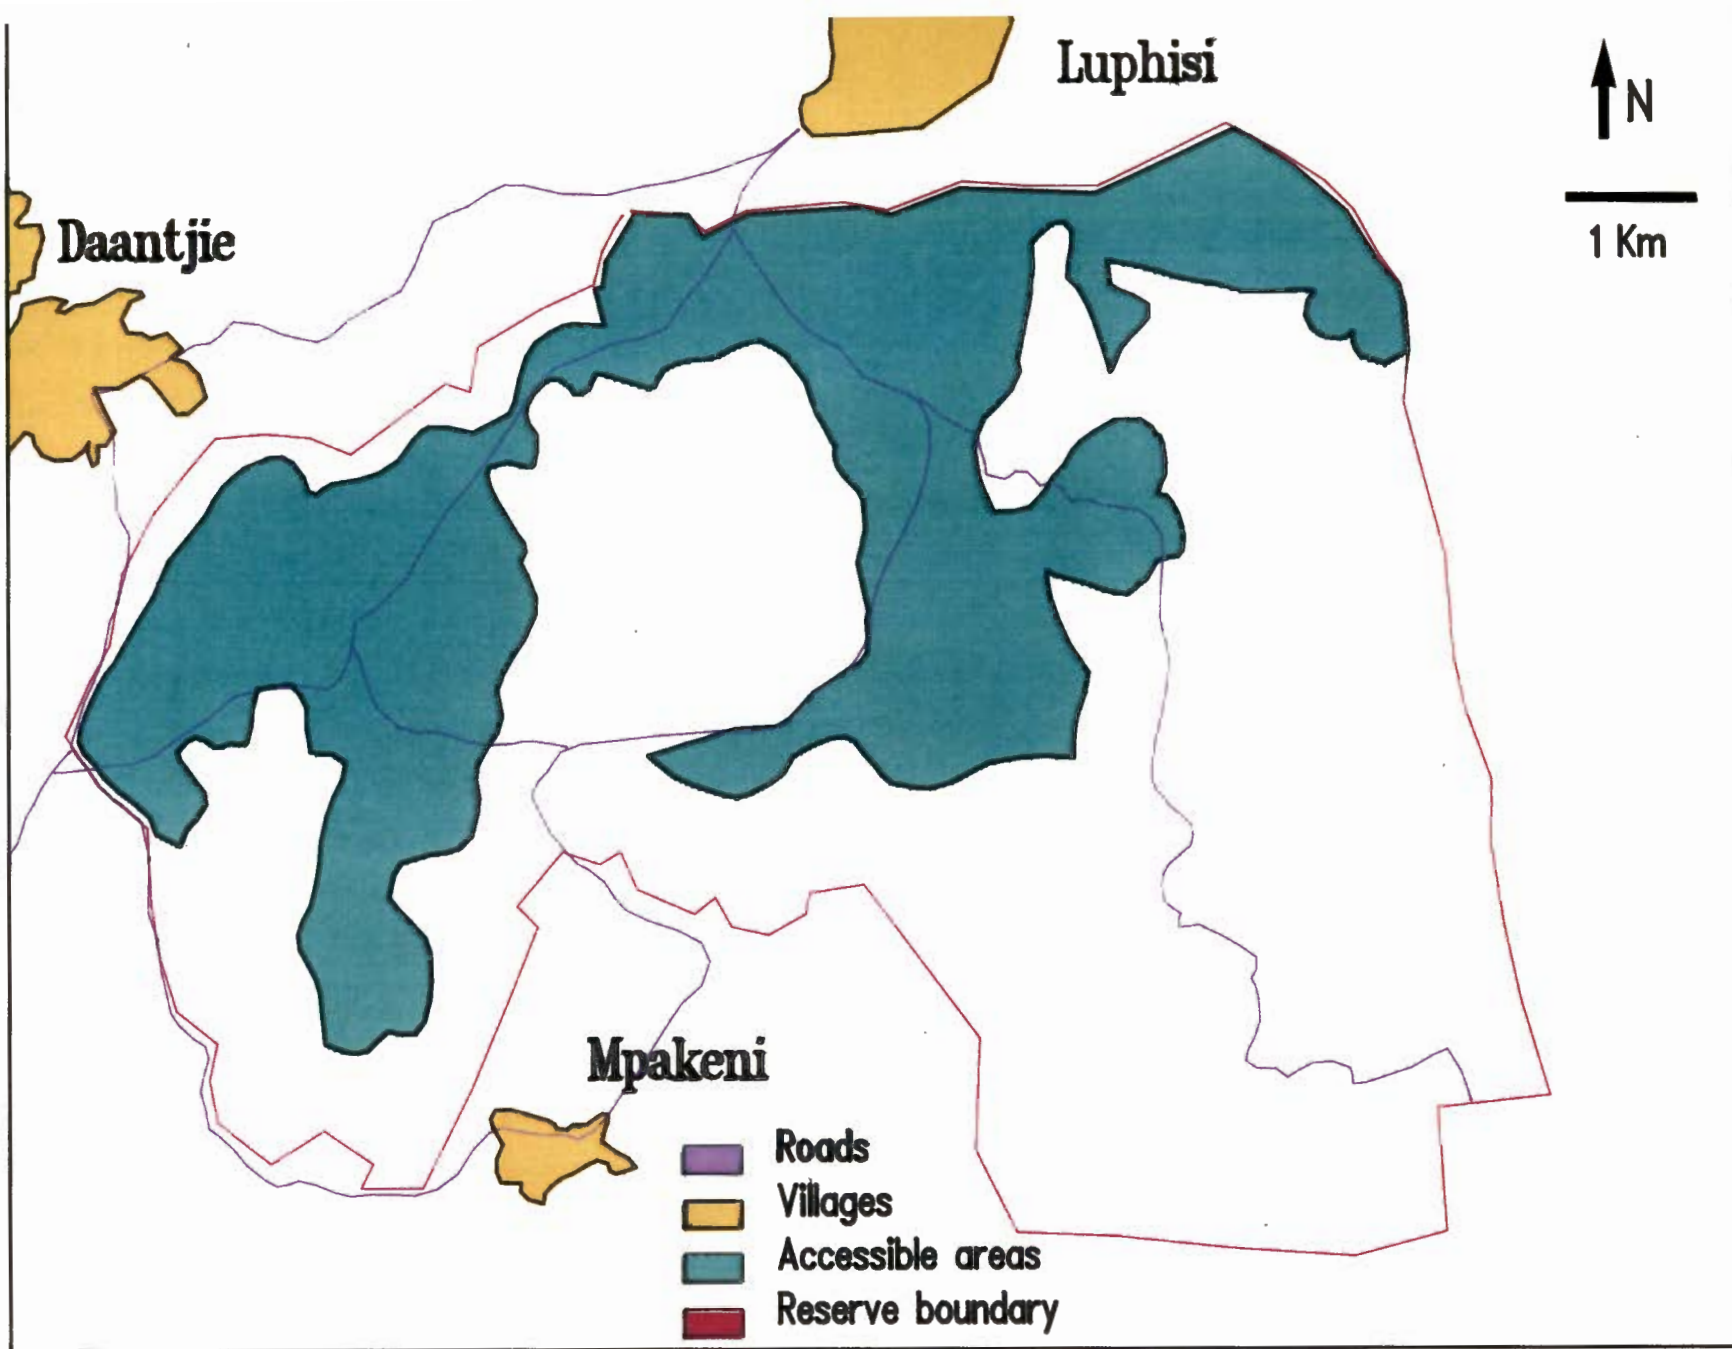 Luphisi
N
1 Km
Daantjie
Mpakeni
Roads
Villages
Accessible areas
Reserve boundary